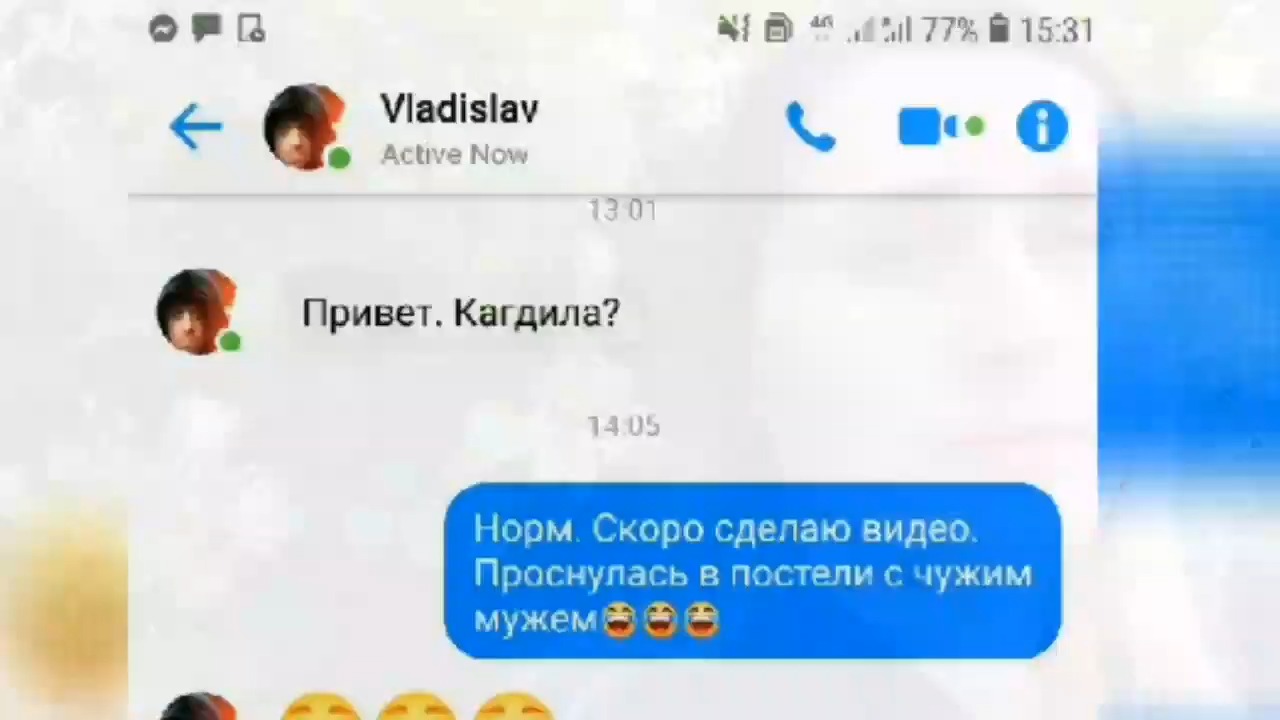 4G 77% 15:31
Vladislav
Active Now
13:01
Привет. Кагдила?
14:05
Норм. Скоро сделаю видео.
Проснулась в постели с чужим
мужем😂😂😂